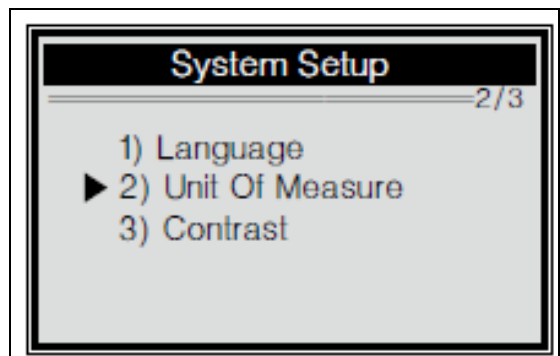 System Setup
2/3
1) Language
▶ 2) Unit Of Measure
3) Contrast